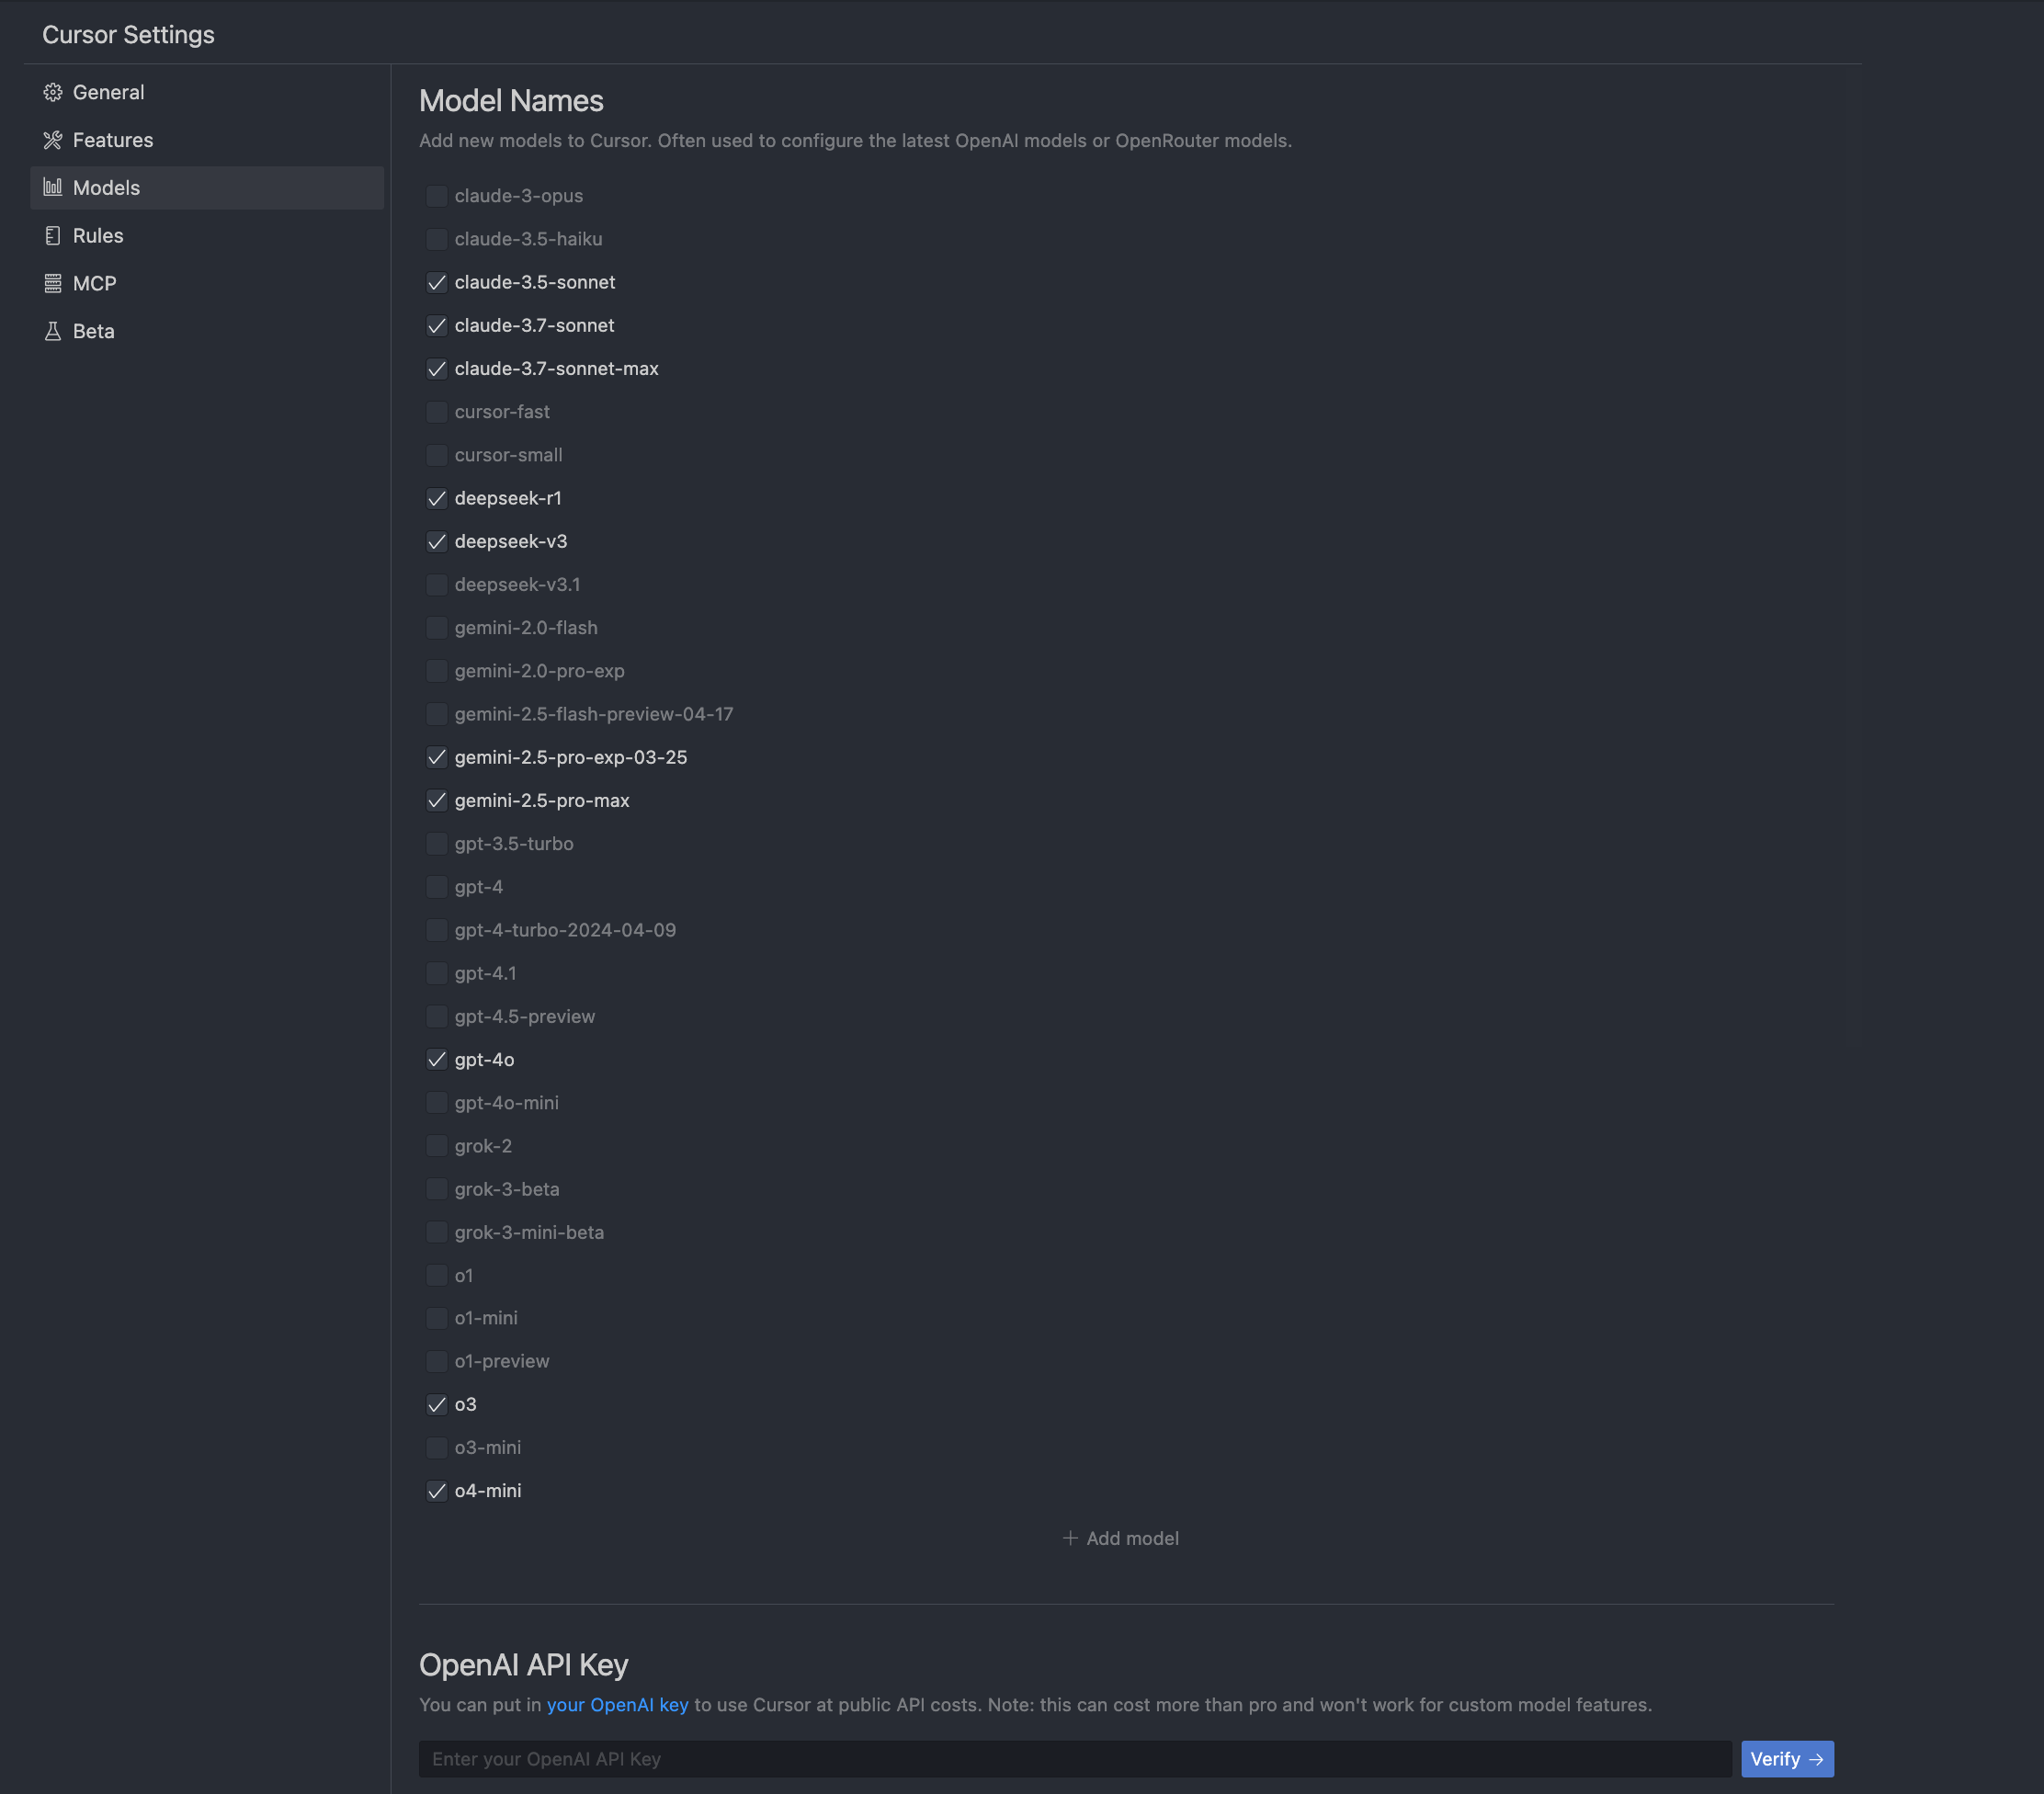 Cursor Settings
General
Features
Models
Rules
MCP
Beta
Model Names
Add new models to Cursor. Often used to configure the latest OpenAI models or OpenRouter models.
claude-3-opus
claude-3.5-haiku
claude-3.5-sonnet
claude-3.7-sonnet
claude-3.7-sonnet-max
cursor-fast
cursor-small
deepseek-r1
deepseek-v3
deepseek-v3.1
gemini-2.0-flash
gemini-2.0-pro-exp
gemini-2.5-flash-preview-04-17
gemini-2.5-pro-exp-03-25
gemini-2.5-pro-max
gpt-3.5-turbo
gpt-4
gpt-4-turbo-2024-04-09
gpt-4.1
gpt-4.5-preview
gpt-4o
gpt-4o-mini
grok-2
grok-3-beta
grok-3-mini-beta
o1
o1-mini
o1-preview
o3
o3-mini
o4-mini
+ Add model
OpenAI API Key
You can put in your OpenAI key to use Cursor at public API costs. Note: this can cost more than pro and won't work for custom model features.
Enter your OpenAI API Key
Verify →